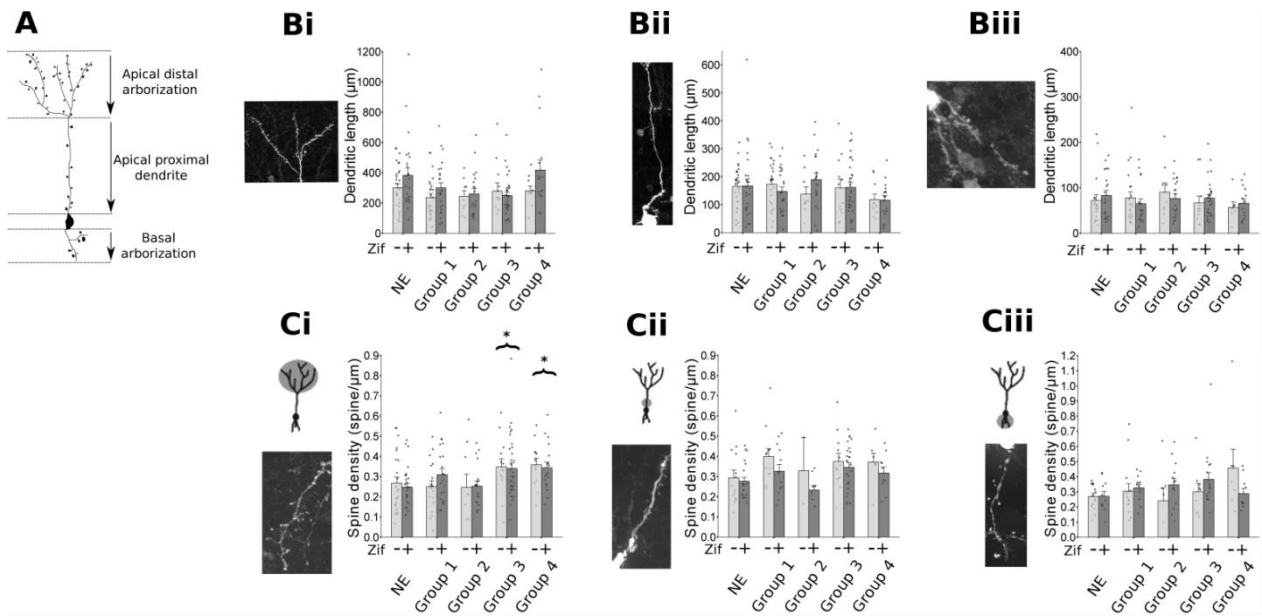 A
Apical distal
arborization
Apical proximal
dendrite
Basal
arborization
Bi
Dendritic length (µm)
1200
1000
800
600
400
200
0
Zif
-+ -+ -+ -+ -+
NE
Group 1
Group 2
Group 3
Group 4
Bii
Dendritic length (µm)
600
500
400
300
200
100
0
-+ -+ -+ -+ -+
NE
Group 1
Group 2
Group 3
Group 4
Biii
Dendritic length (µm)
400
300
200
100
0
-+ -+ -+ -+ -+
NE
Group 1
Group 2
Group 3
Group 4
Ci
Spine density (spine/µm)
0.9
0.8
0.7
0.6
0.5
0.4
0.3
0.2
0.1
0.0
* *
Zif
-+ -+ -+ -+ -+
NE
Group 1
Group 2
Group 3
Group 4
Cii
Spine density (spine/µm)
0.9
0.8
0.7
0.6
0.5
0.4
0.3
0.2
0.1
0.0
-+ -+ -+ -+ -+
NE
Group 1
Group 2
Group 3
Group 4
Ciii
Spine density (spine/µm)
1.2
1.1
1.0
0.9
0.8
0.7
0.6
0.5
0.4
0.3
0.2
0.1
0.0
-+ -+ -+ -+ -+
NE
Group 1
Group 2
Group 3
Group 4